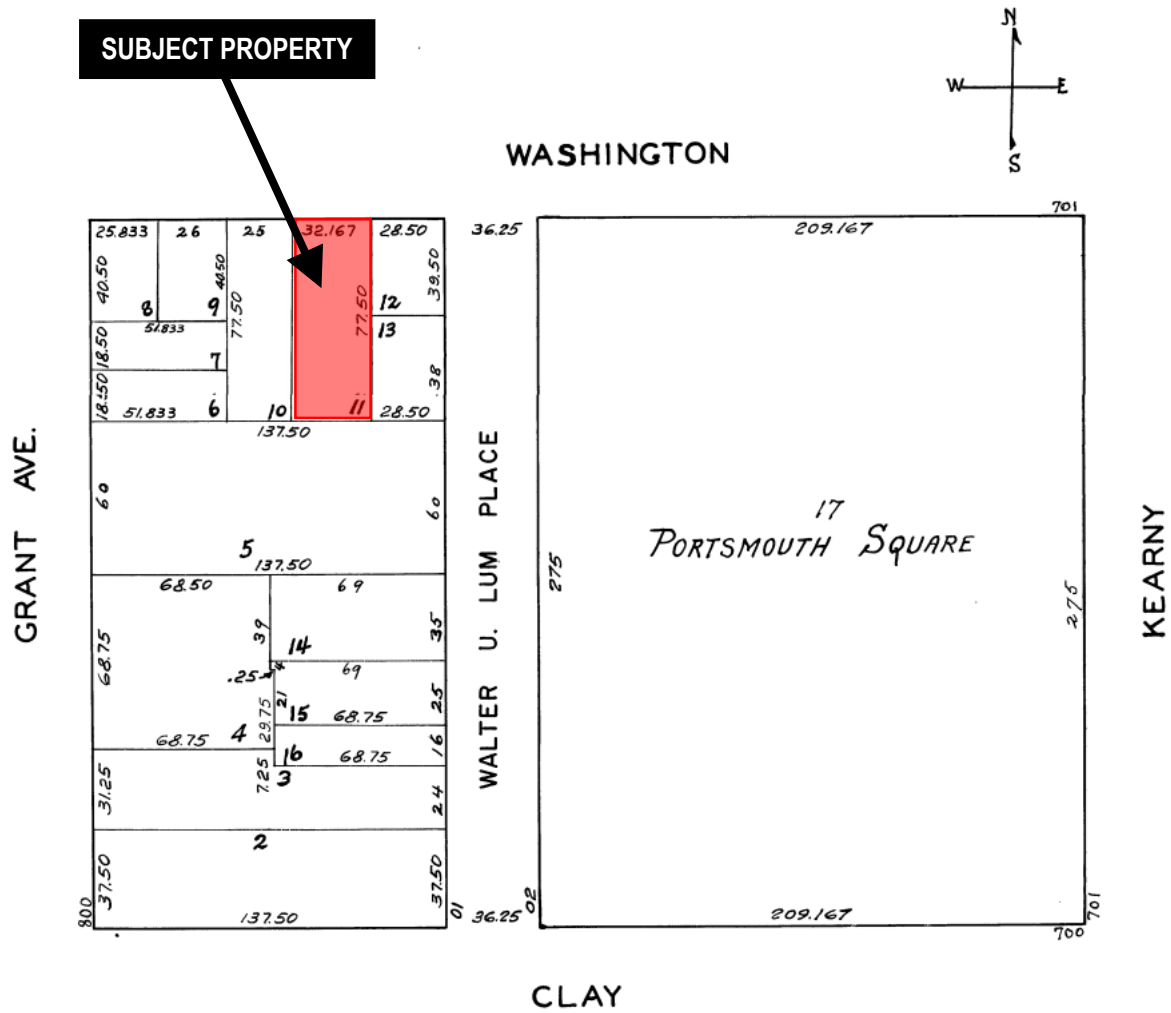 SUBJECT PROPERTY
N
W E
S
WASHINGTON
701
25.833 26 25 32.167 28.50 36.25 209.167
40.50 40.50 77.50 77.50 39.50
8 9 12
51.833 13
18.50 7 38
18.50 51.833 6 10 11 28.50
137.50
GRANT AVE.
60 60
5
137.50
WALTER U. LUM PLACE
17
PORTSMOUTH SQUARE
275 275
KEARNY
68.50 69
68.75 39 14 35
.25 4 69
29.75 21 15 68.75 25
68.75 4 16 68.75 16
7.25 3
31.25 24
2
37.50 37.50
800 137.50 01 36.25 02 209.167 701
700
CLAY